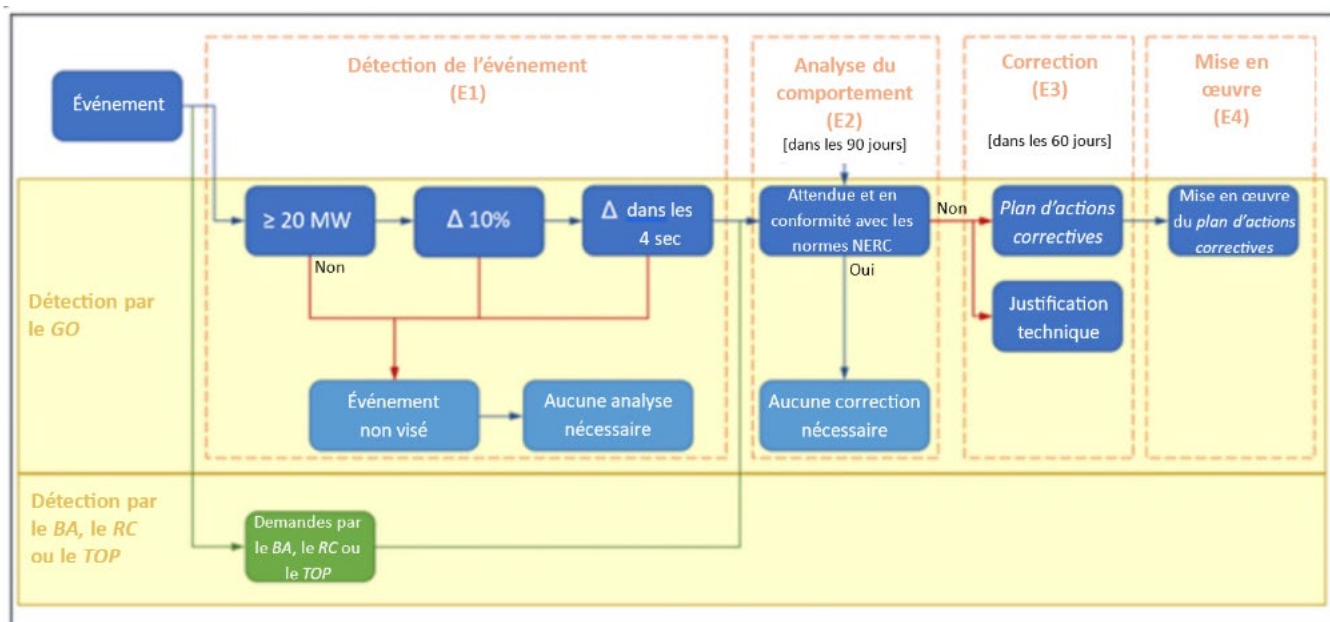 Détection de l'événement
(E1)
Analyse du
comportement
(E2)
[dans les 90 jours]
Correction
(E3)
[dans les 60 jours]
Mise en
œuvre
(E4)
Événement
Détection par
le GO
≥ 20 MW
Δ 10%
Δ dans les
4 sec
Attendue et en
conformité avec les
normes NERC
Non
Plan d'actions
correctives
Mise en œuvre
du plan d'actions
correctives
Non
Oui
Justification
technique
Événement
non visé
Aucune analyse
nécessaire
Aucune correction
nécessaire
Détection par
le BA, le RC
ou le TOP
Demandes par
le BA, le RC ou
le TOP